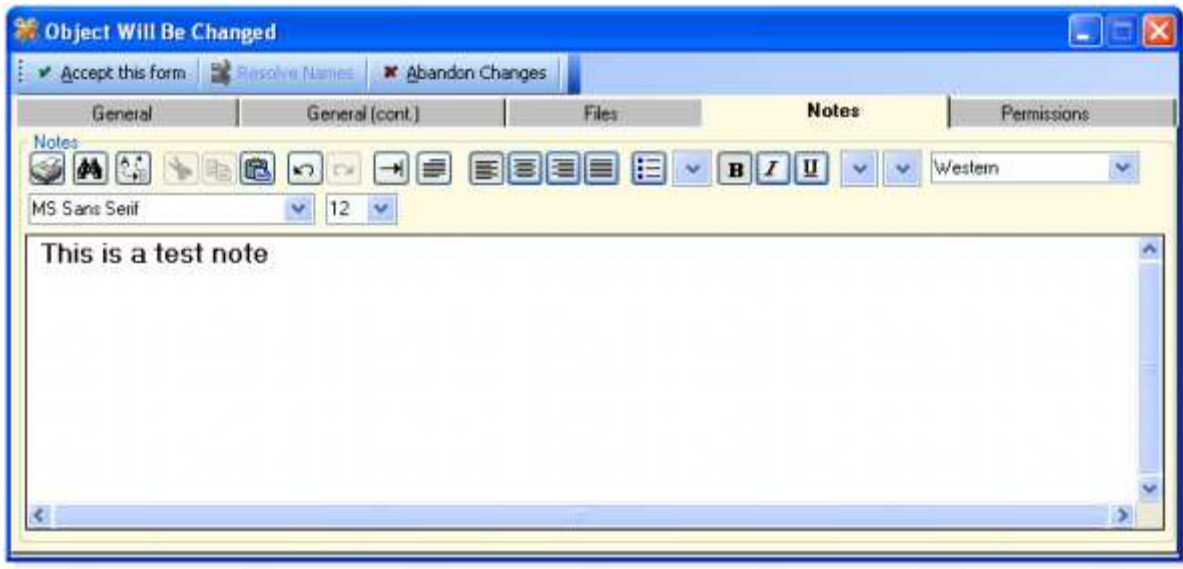 Object Will Be Changed
Accept this form Resolve Names Abandon Changes
General General (cont.) Files Notes Permissions
Notes
B I U Western
MS Sans Serif 12
This is a test note